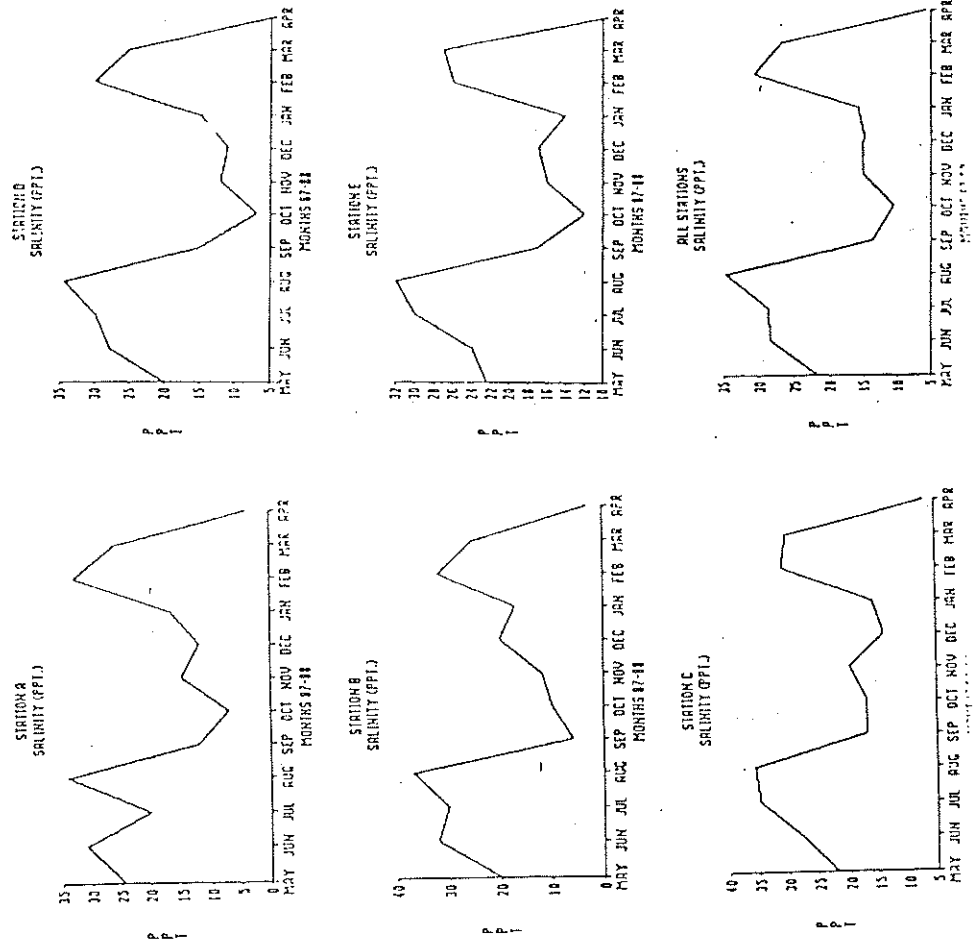 STATION A
SALINITY (PPT.)
35
30
25
20
15
10
5
0
PPT
MAY JUN JUL AUG SEP OCT NOV DEC JAN FEB MAR APR
MONTHS 87-88
STATION D
SALINITY (PPT.)
35
30
25
20
15
10
5
PPT
MAY JUN JUL AUG SEP OCT NOV DEC JAN FEB MAR APR
MONTHS 87-88
STATION B
SALINITY (PPT.)
40
30
20
10
0
PPT
MAY JUN JUL AUG SEP OCT NOV DEC JAN FEB MAR APR
MONTHS 87-88
STATION E
SALINITY (PPT.)
32
30
28
26
24
22
20
18
16
14
12
10
PPT
MAY JUN JUL AUG SEP OCT NOV DEC JAN FEB MAR APR
MONTHS 87-88
STATION C
SALINITY (PPT.)
40
35
30
25
20
15
10
5
PPT
MAY JUN JUL AUG SEP OCT NOV DEC JAN FEB MAR APR
ALL STATIONS
SALINITY (PPT.)
35
30
25
20
15
10
5
PPT
MAY JUN JUL AUG SEP OCT NOV DEC JAN FEB MAR APR